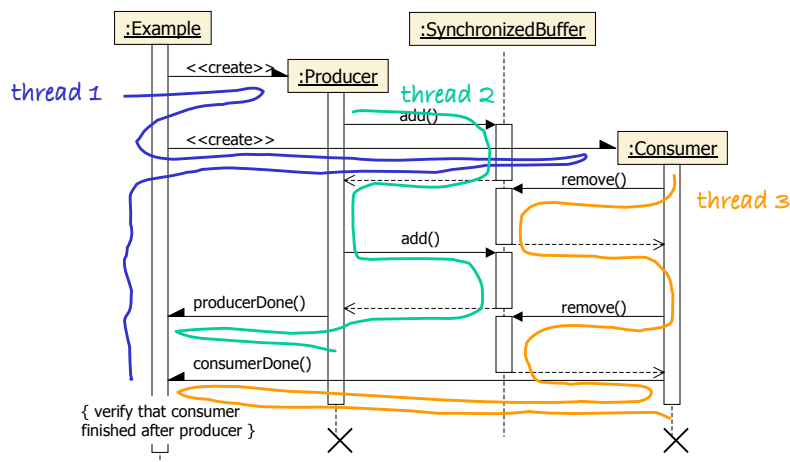 :Example
:SynchronizedBuffer
<<create>>
:Producer
thread 1
thread 2
add()
<<create>>
:Consumer
remove()
thread 3
add()
producerDone()
remove()
consumerDone()
{ verify that consumer
finished after producer }